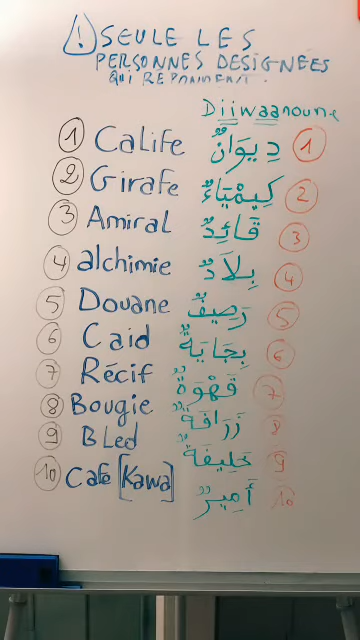 ! SEULE LES
PERSONNES DESIGNEES
QUI REPONDENT.
Diiwaanoune
1 Calife دِيوَانٌ 1
2 Girafe كِيمْيَاءٌ 2
3 Amiral قَائِدٌ 3
4 alchimie بِلَادٌ 4
5 Douane رَصِيفٌ 5
6 Caid بِجَايَةٌ 6
7 Récif قَهْوَةٌ 7
8 Bougie زَرَافَةٌ 8
9 BLed خَلِيفَةٌ 9
10 Cafe [Kawa] أَمِيرٌ 10